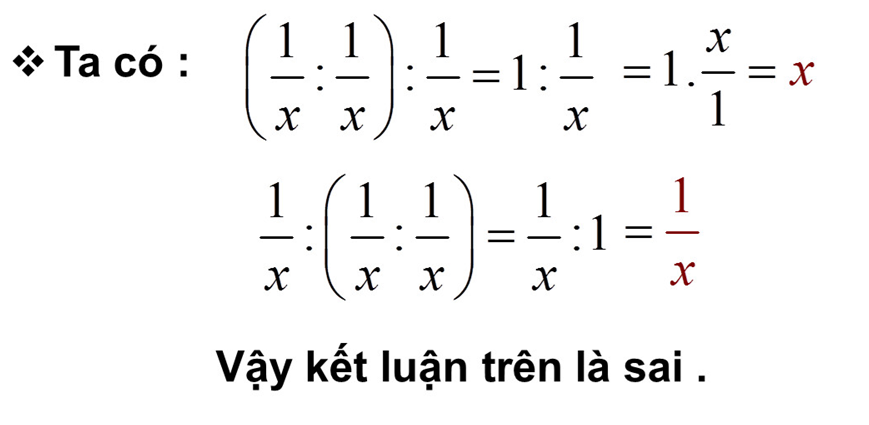 ❖ Ta có : (1/x : 1/x) : 1/x = 1 : 1/x = 1 . x/1 = x
1/x : (1/x : 1/x) = 1/x : 1 = 1/x
Vậy kết luận trên là sai .